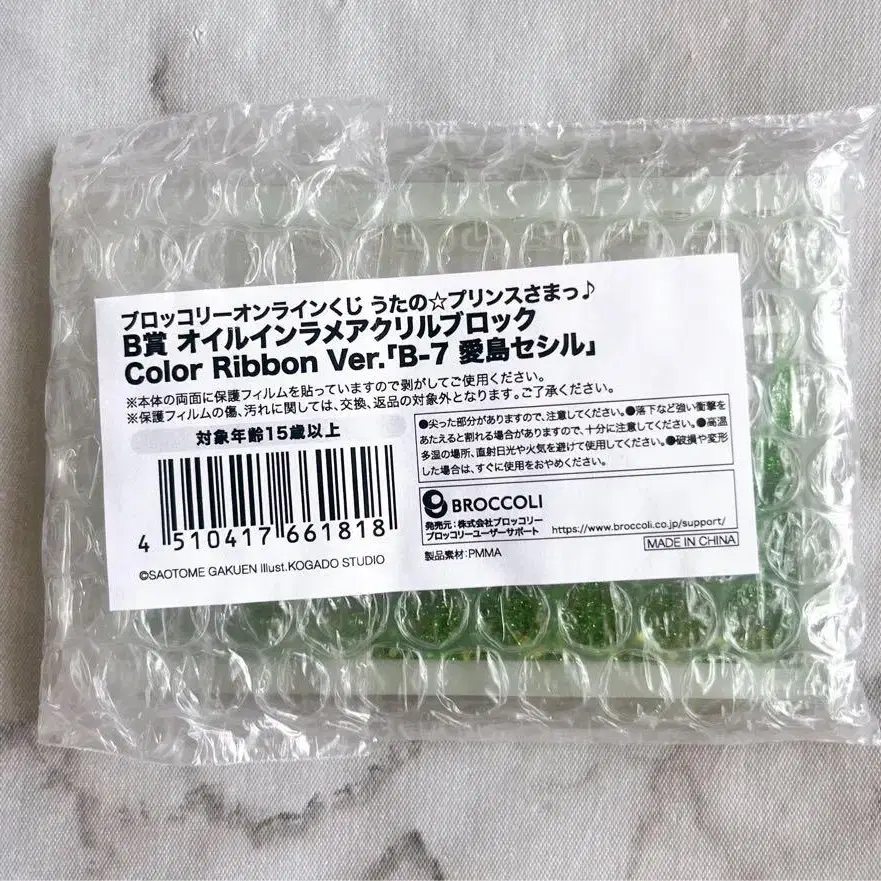 ブロッコリーオンラインくじ うたの☆プリンスさまっ♪
B賞 オイルインラメアクリルブロック
Color Ribbon Ver.「B-7 愛島セシル」
※本体の両面に保護フィルムを貼っていますので剥がしてご使用ください。
※保護フィルムの傷、汚れに関しては、交換、返品の対象外となります。ご了承ください。
対象年齢15歳以上
●尖った部分がありますので、注意してください。●落下など強い衝撃を
あたえると割れる場合がありますので、十分に注意してください。●高温
多湿の場所、直射日光や火気を避けて使用してください。●破損や変形
した場合は、すぐに使用をおやめください。
4 510417 661818
©SAOTOME GAKUEN Illust.KOGADO STUDIO
BROCCOLI
発売元：株式会社ブロッコリー
ブロッコリーユーザーサポート https://www.broccoli.co.jp/support/
製品素材:PMMA
MADE IN CHINA